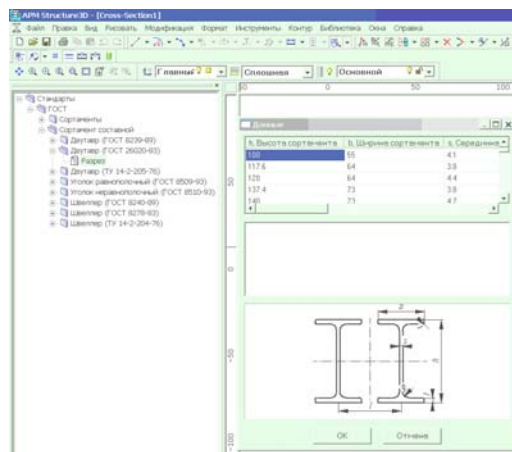 APM Structure3D - [Cross-Section1]
Файл Правка Вид Рисовать Модификация Формат Инструменты Контур Библиотека Окна Справка
Главный Сплошная Основной
Стандарты
ГОСТ
Сортаменты
Сортамент составной
Двутавр (ГОСТ 8239-89)
Двутавр (ГОСТ 26020-83)
Разрез
Двутавр (ТУ 14-2-205-76)
Уголок равнополочный (ГОСТ 8509-93)
Уголок неравнополочный (ГОСТ 8510-93)
Швеллер (ГОСТ 8240-89)
Швеллер (ГОСТ 8278-83)
Швеллер (ТУ 14-2-204-76)
0 50 100
50
0
-50
-100
Данные
h, Высота сортамента b, Ширина сортамента s, Середина
100 55 4.1
117.6 64 3.8
120 64 4.4
137.4 73 3.8
140 73 4.7
OK Отмена